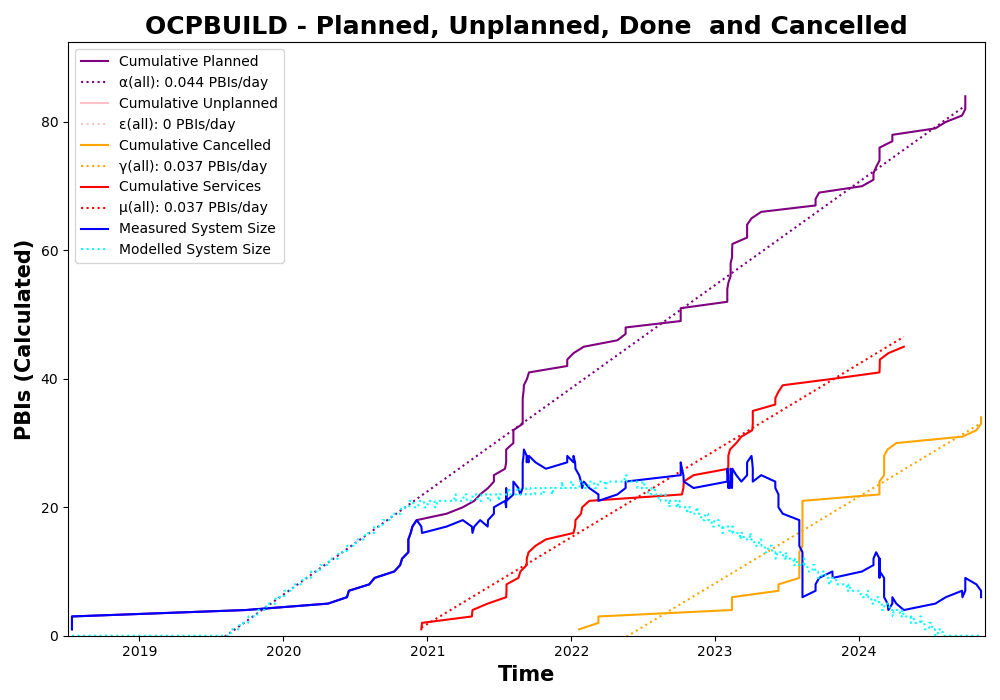 OCPBUILD - Planned, Unplanned, Done  and Cancelled
Cumulative Planned
α(all): 0.044 PBIs/day
Cumulative Unplanned
ε(all): 0 PBIs/day
Cumulative Cancelled
γ(all): 0.037 PBIs/day
Cumulative Services
μ(all): 0.037 PBIs/day
Measured System Size
Modelled System Size
PBIs (Calculated)
80
60
40
20
0
2019 2020 2021 2022 2023 2024
Time